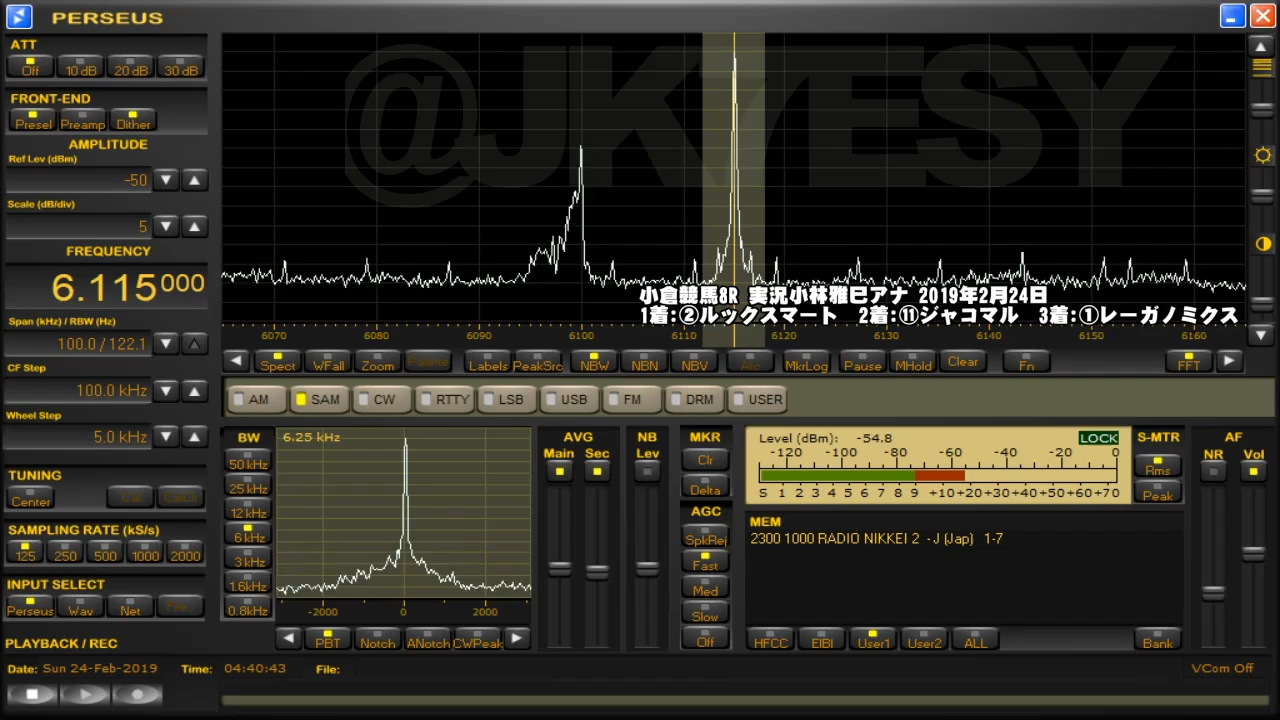 PERSEUS
@JK7ESY
ATT
Off 10 dB 20 dB 30 dB
FRONT-END
Presel Preamp Dither
AMPLITUDE
Ref Lev (dBm)
-50
Scale (dB/div)
5
FREQUENCY
6.115000
Span (kHz) / RBW (Hz)
100.0 / 122.1
CF Step
100.0 kHz
Wheel Step
5.0 kHz
TUNING
Center Cal
SAMPLING RATE (kS/s)
125 250 500 1000 2000
INPUT SELECT
Perseus Wav Net File
PLAYBACK / REC
Date: Sun 24-Feb-2019 Time: 04:40:43 File:
小倉競馬8R 実況小林雅巳アナ 2019年2月24日
1着:②ルックスマート 2着:⑪ジャコマル 3着:①レーガノミクス
6070 6080 6090 6100 6110 6120 6130 6140 6150 6160
Spect WFall Zoom Palette Labels PeakSrc NBW NBN NBV MkrLog Pause MHold Clear Fn FFT
AM SAM CW RTTY LSB USB FM DRM USER
BW
50 kHz
25 kHz
12 kHz
6 kHz
3 kHz
1.6kHz
0.8kHz
6.25 kHz
-2000 0 2000
PBT Notch ANotch CWPeak
AVG
Main Sec
NB
Lev
MKR
Clr
Delta
AGC
SpkRej
Fast
Med
Slow
Off
Level (dBm): -54.8 LOCK
-120 -100 -80 -60 -40 -20 0
S 1 2 3 4 5 6 7 8 9 +10+20+30+40+50+60+70
S-MTR
Rms
Peak
AF
NR Vol
MEM
2300 1000 RADIO NIKKEI 2 - J (Jap) 1-7
HFCC EIBI User1 User2 ALL Bank
VCom Off